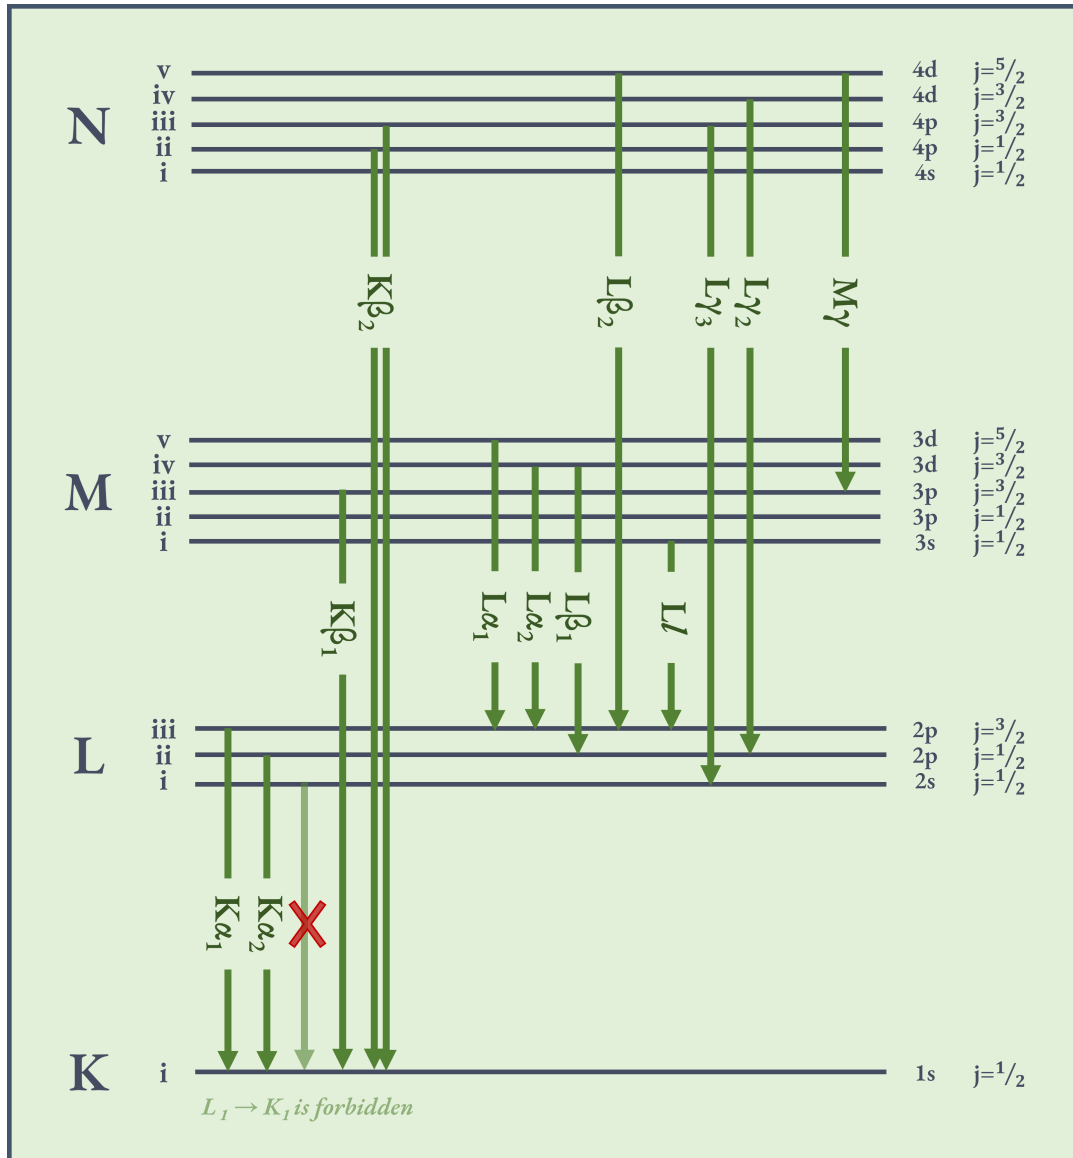 N
v 4d j=⁵/₂
iv 4d j=³/₂
iii 4p j=³/₂
ii 4p j=¹/₂
i 4s j=¹/₂
Kβ₂
Lβ₂
Lγ₃
Lγ₂
Mγ
M
v 3d j=⁵/₂
iv 3d j=³/₂
iii 3p j=³/₂
ii 3p j=¹/₂
i 3s j=¹/₂
Kβ₁
Lα₁
Lα₂
Lβ₁
Ll
L
iii 2p j=³/₂
ii 2p j=¹/₂
i 2s j=¹/₂
Kα₁
Kα₂
K
i 1s j=¹/₂
L₁ → K₁ is forbidden